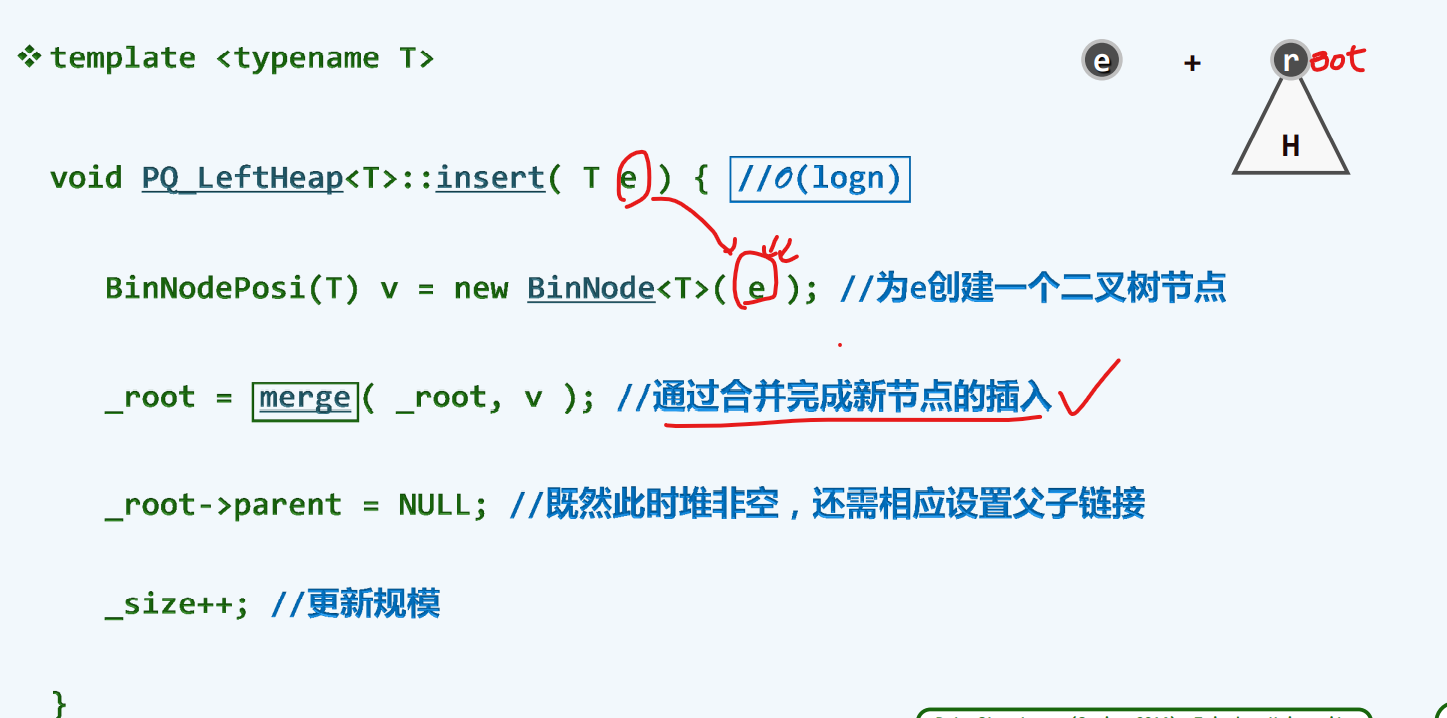 ❖ template <typename T>
e + root
H
void PQ_LeftHeap<T>::insert( T e ) { //O(logn)
BinNodePosi(T) v = new BinNode<T>( e ); //为e创建一个二叉树节点
_root = merge( _root, v ); //通过合并完成新节点的插入
_root->parent = NULL; //既然此时堆非空，还需相应设置父子链接
_size++; //更新规模
}